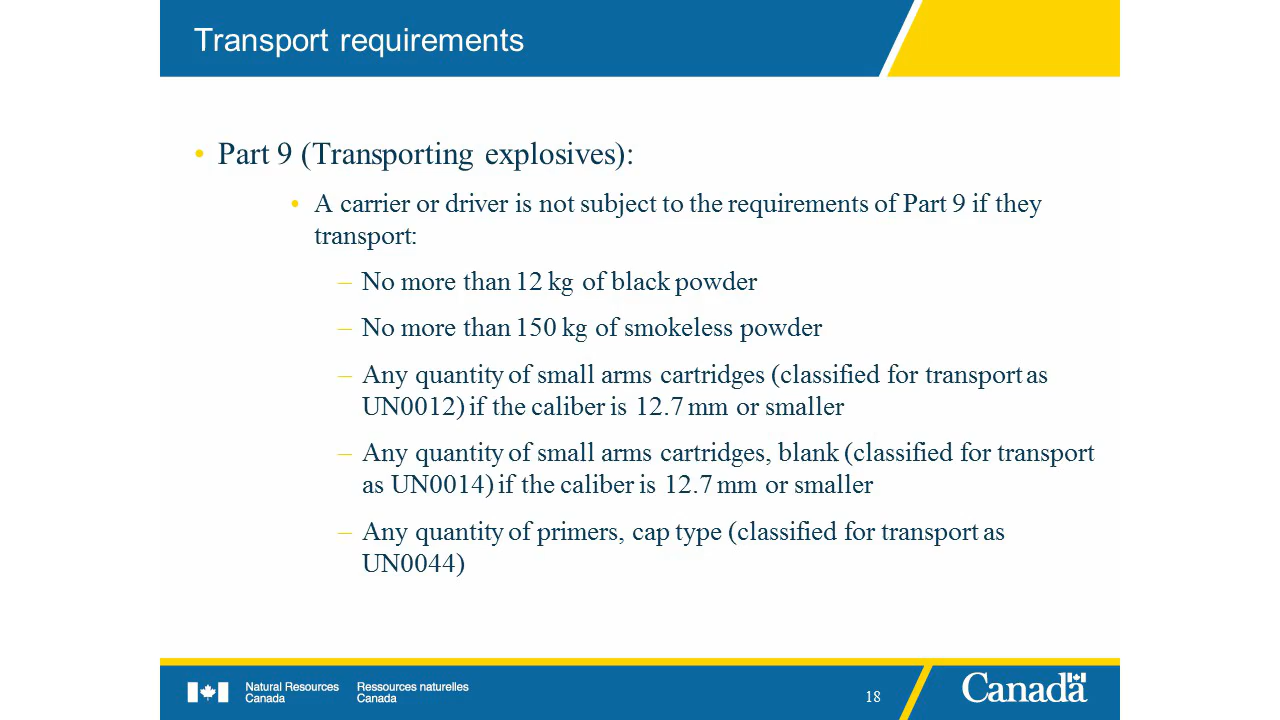 Transport requirements
• Part 9 (Transporting explosives):
• A carrier or driver is not subject to the requirements of Part 9 if they
transport:
– No more than 12 kg of black powder
– No more than 150 kg of smokeless powder
– Any quantity of small arms cartridges (classified for transport as
UN0012) if the caliber is 12.7 mm or smaller
– Any quantity of small arms cartridges, blank (classified for transport
as UN0014) if the caliber is 12.7 mm or smaller
– Any quantity of primers, cap type (classified for transport as
UN0044)
Natural Resources
Canada
Ressources naturelles
Canada
18
Canada